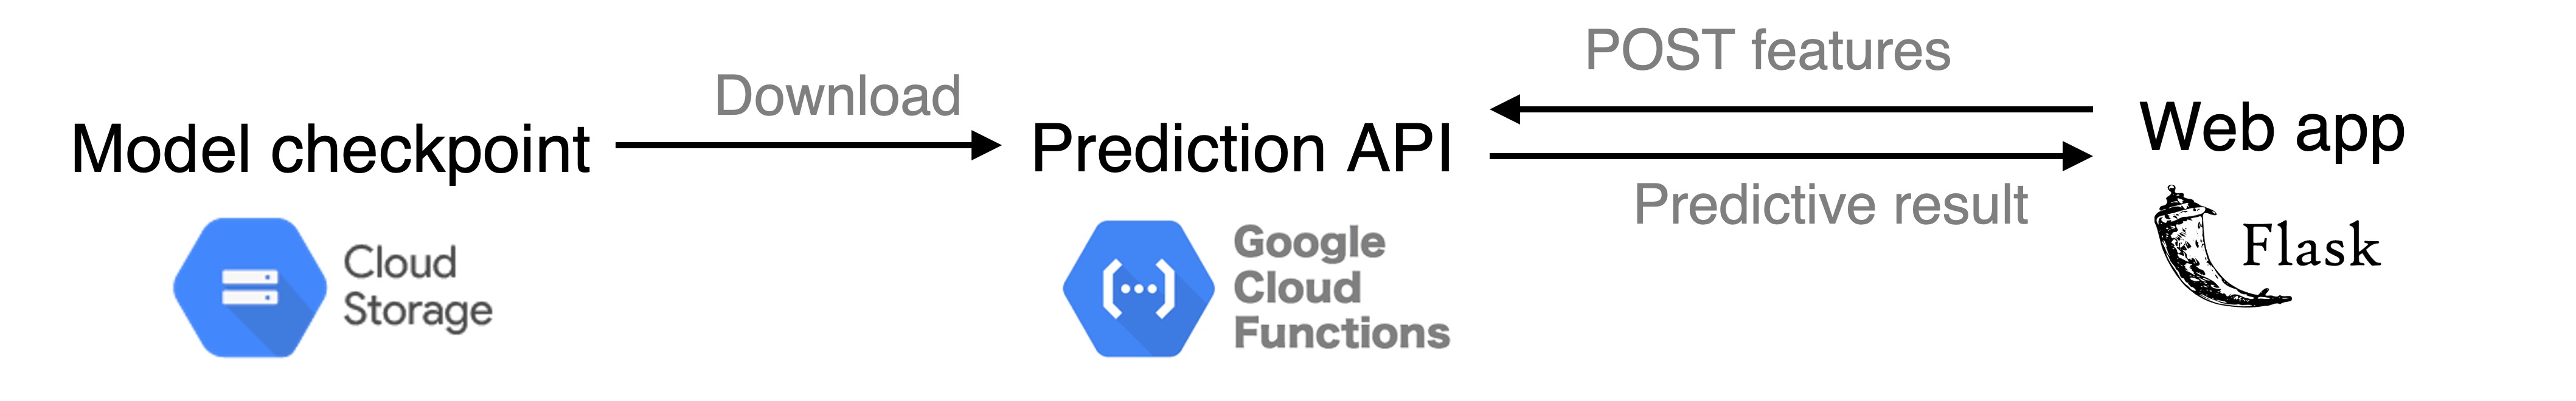 POST features
Download
Model checkpoint
Prediction API
Web app
Predictive result
Cloud
Storage
Google
Cloud
Functions
Flask